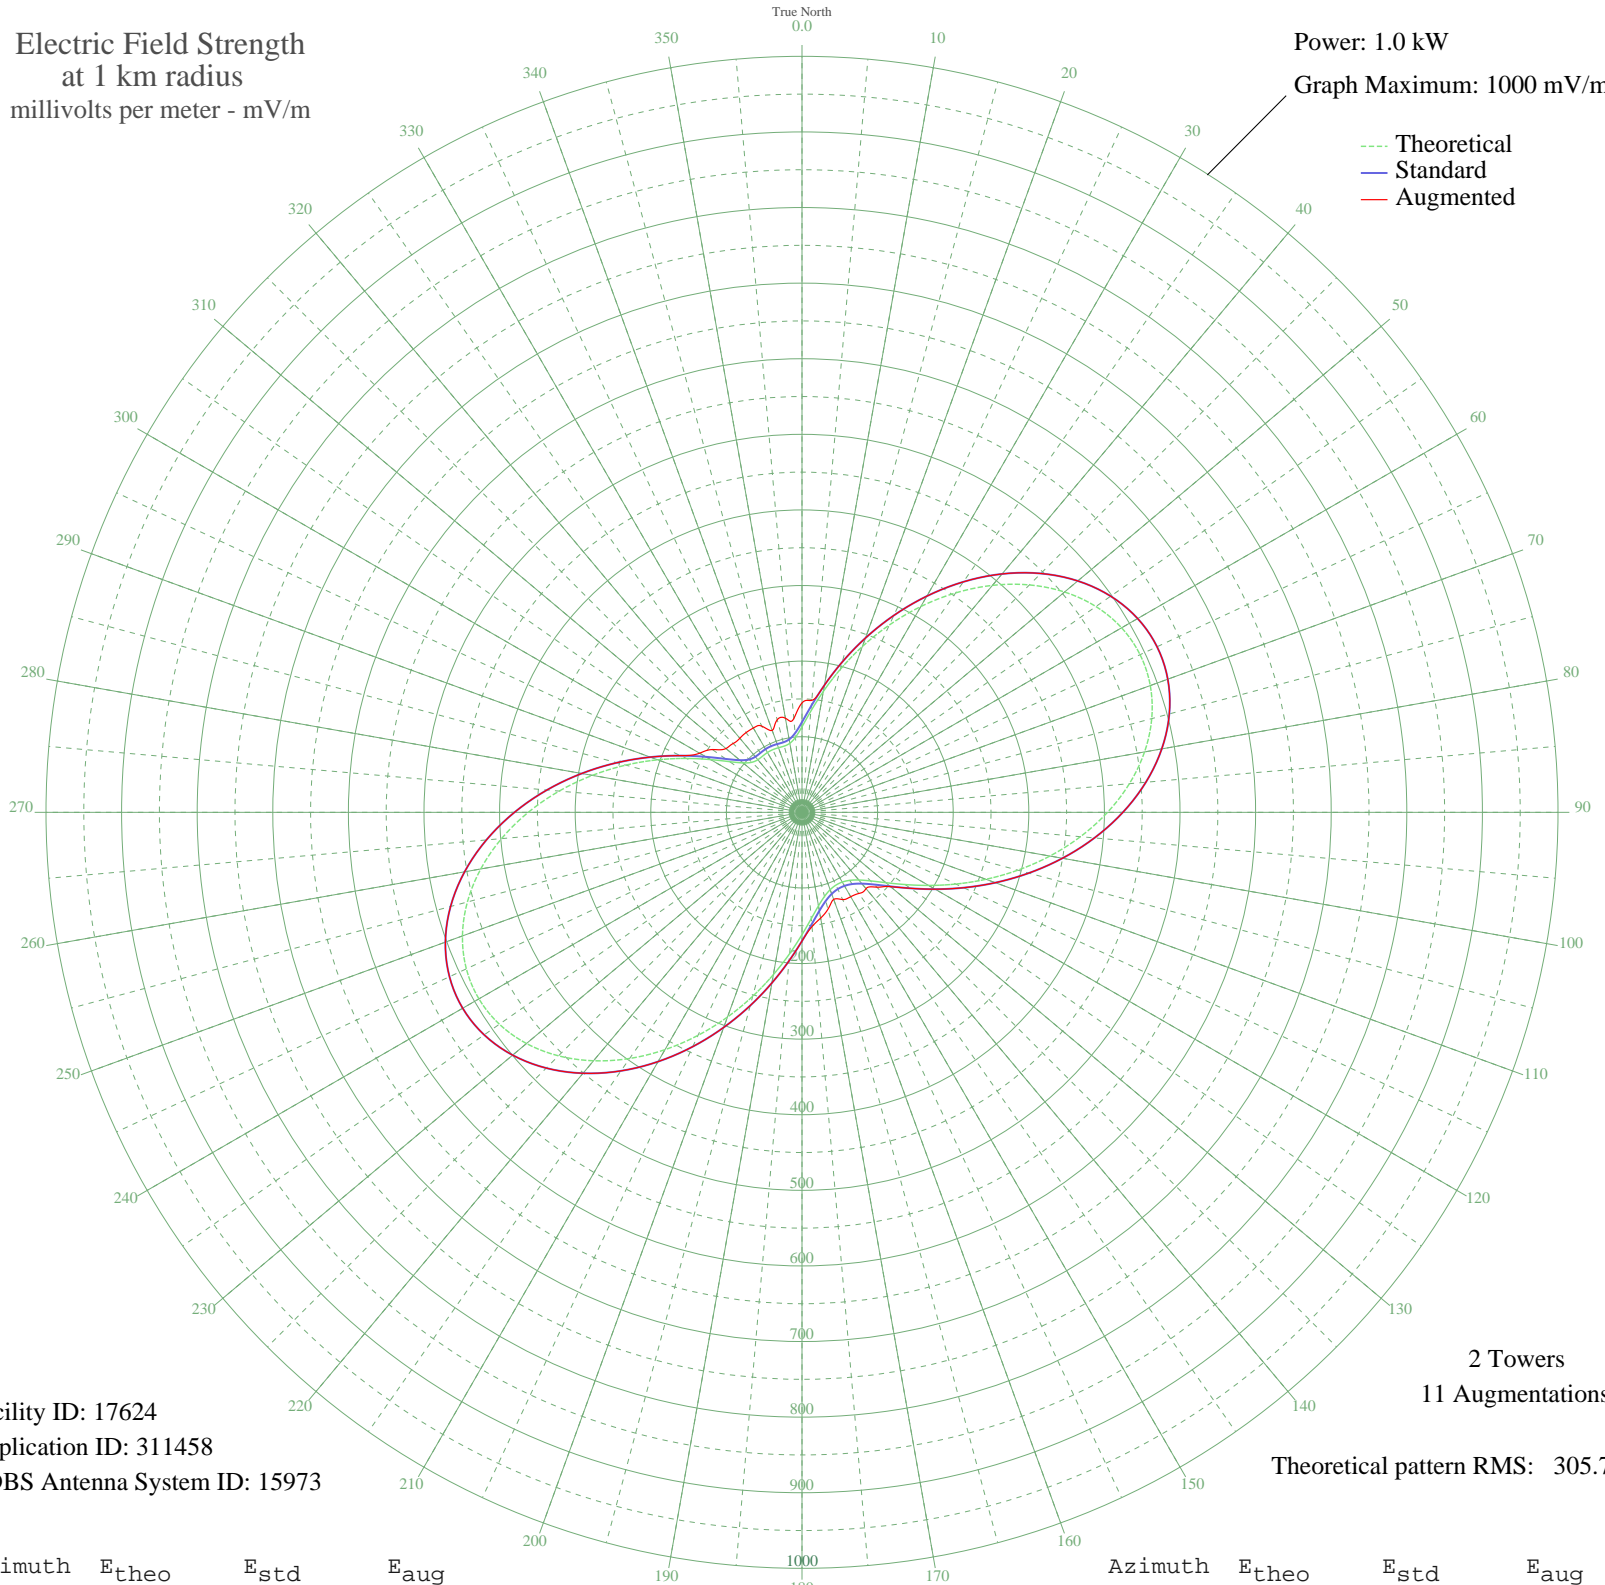 True North
0.0
Electric Field Strength
at 1 km radius
millivolts per meter - mV/m
Power: 1.0 kW
Graph Maximum: 1000 mV/m
Theoretical
Standard
Augmented
10
20
30
40
50
60
70
80
90
100
110
120
130
140
150
160
170
190
200
210
220
230
240
250
260
270
280
290
300
310
320
330
340
350
300
400
500
600
700
800
900
1000
2 Towers
11 Augmentations
Theoretical pattern RMS: 305.7
cility ID: 17624
plication ID: 311458
DBS Antenna System ID: 15973
imuth Etheo Estd Eaug
Azimuth Etheo Estd Eaug